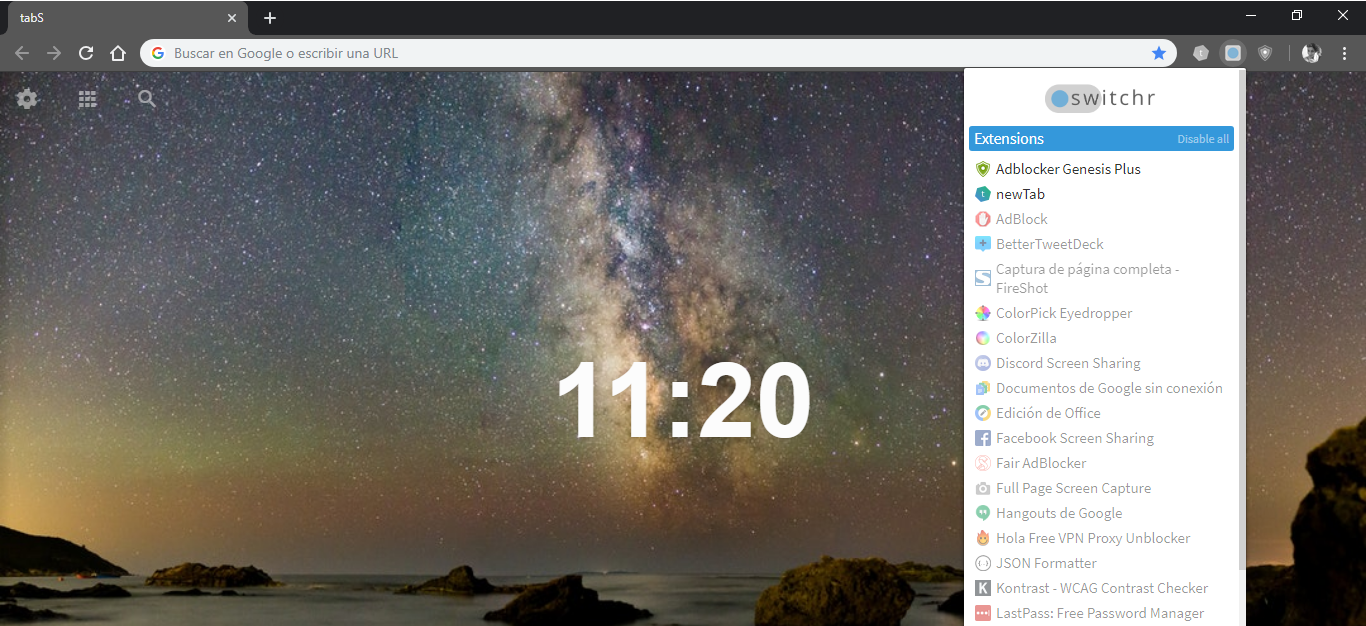 tabS
Buscar en Google o escribir una URL
switchr
Extensions
Disable all
Adblocker Genesis Plus
t newTab
AdBlock
BetterTweetDeck
Captura de página completa -
FireShot
ColorPick Eyedropper
ColorZilla
Discord Screen Sharing
Documentos de Google sin conexión
Edición de Office
Facebook Screen Sharing
Fair AdBlocker
Full Page Screen Capture
Hangouts de Google
Hola Free VPN Proxy Unblocker
JSON Formatter
K Kontrast - WCAG Contrast Checker
LastPass: Free Password Manager
11:20